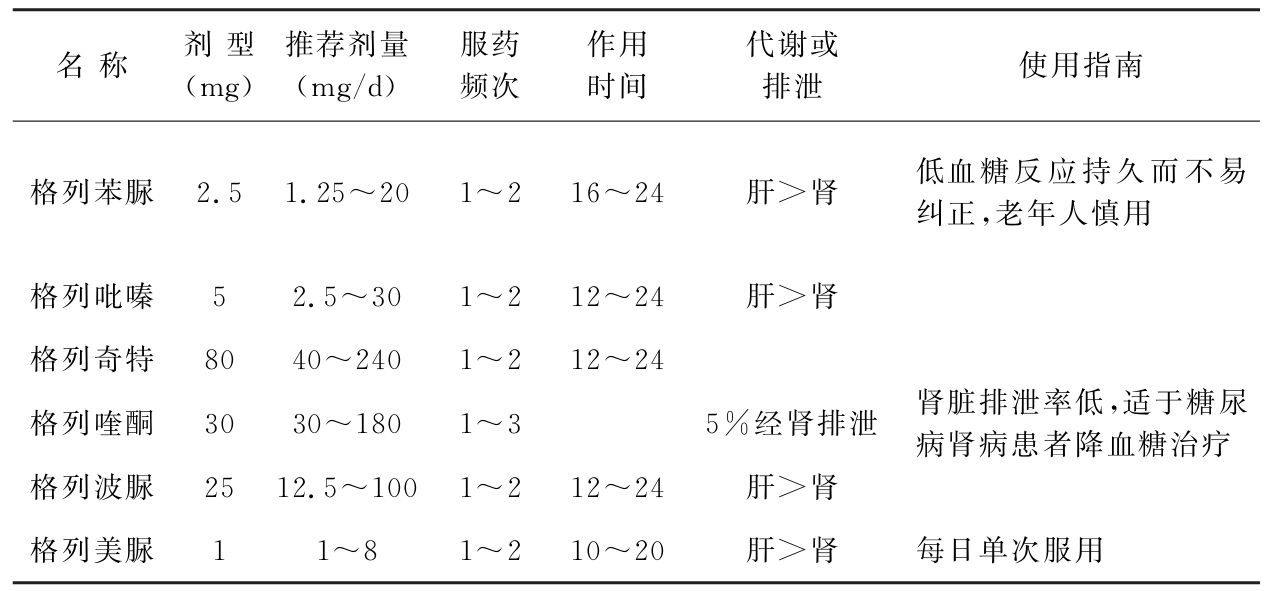 名 称 剂 型 (mg) 推荐剂量 (mg/d) 服药 频次 作用 时间 代谢或 排泄 使用指南
格列苯脲 2.5 1.25～20 1～2 16～24 肝＞肾 低血糖反应持久而不易
纠正,老年人慎用
格列吡嗪 5 2.5～30 1～2 12～24 肝＞肾
格列奇特 80 40～240 1～2 12～24
格列喹酮 30 30～180 1～3 5%经肾排泄 肾脏排泄率低,适于糖尿
病肾病患者降血糖治疗
格列波脲 25 12.5～100 1～2 12～24 肝＞肾
格列美脲 1 1～8 1～2 10～20 肝＞肾 每日单次服用